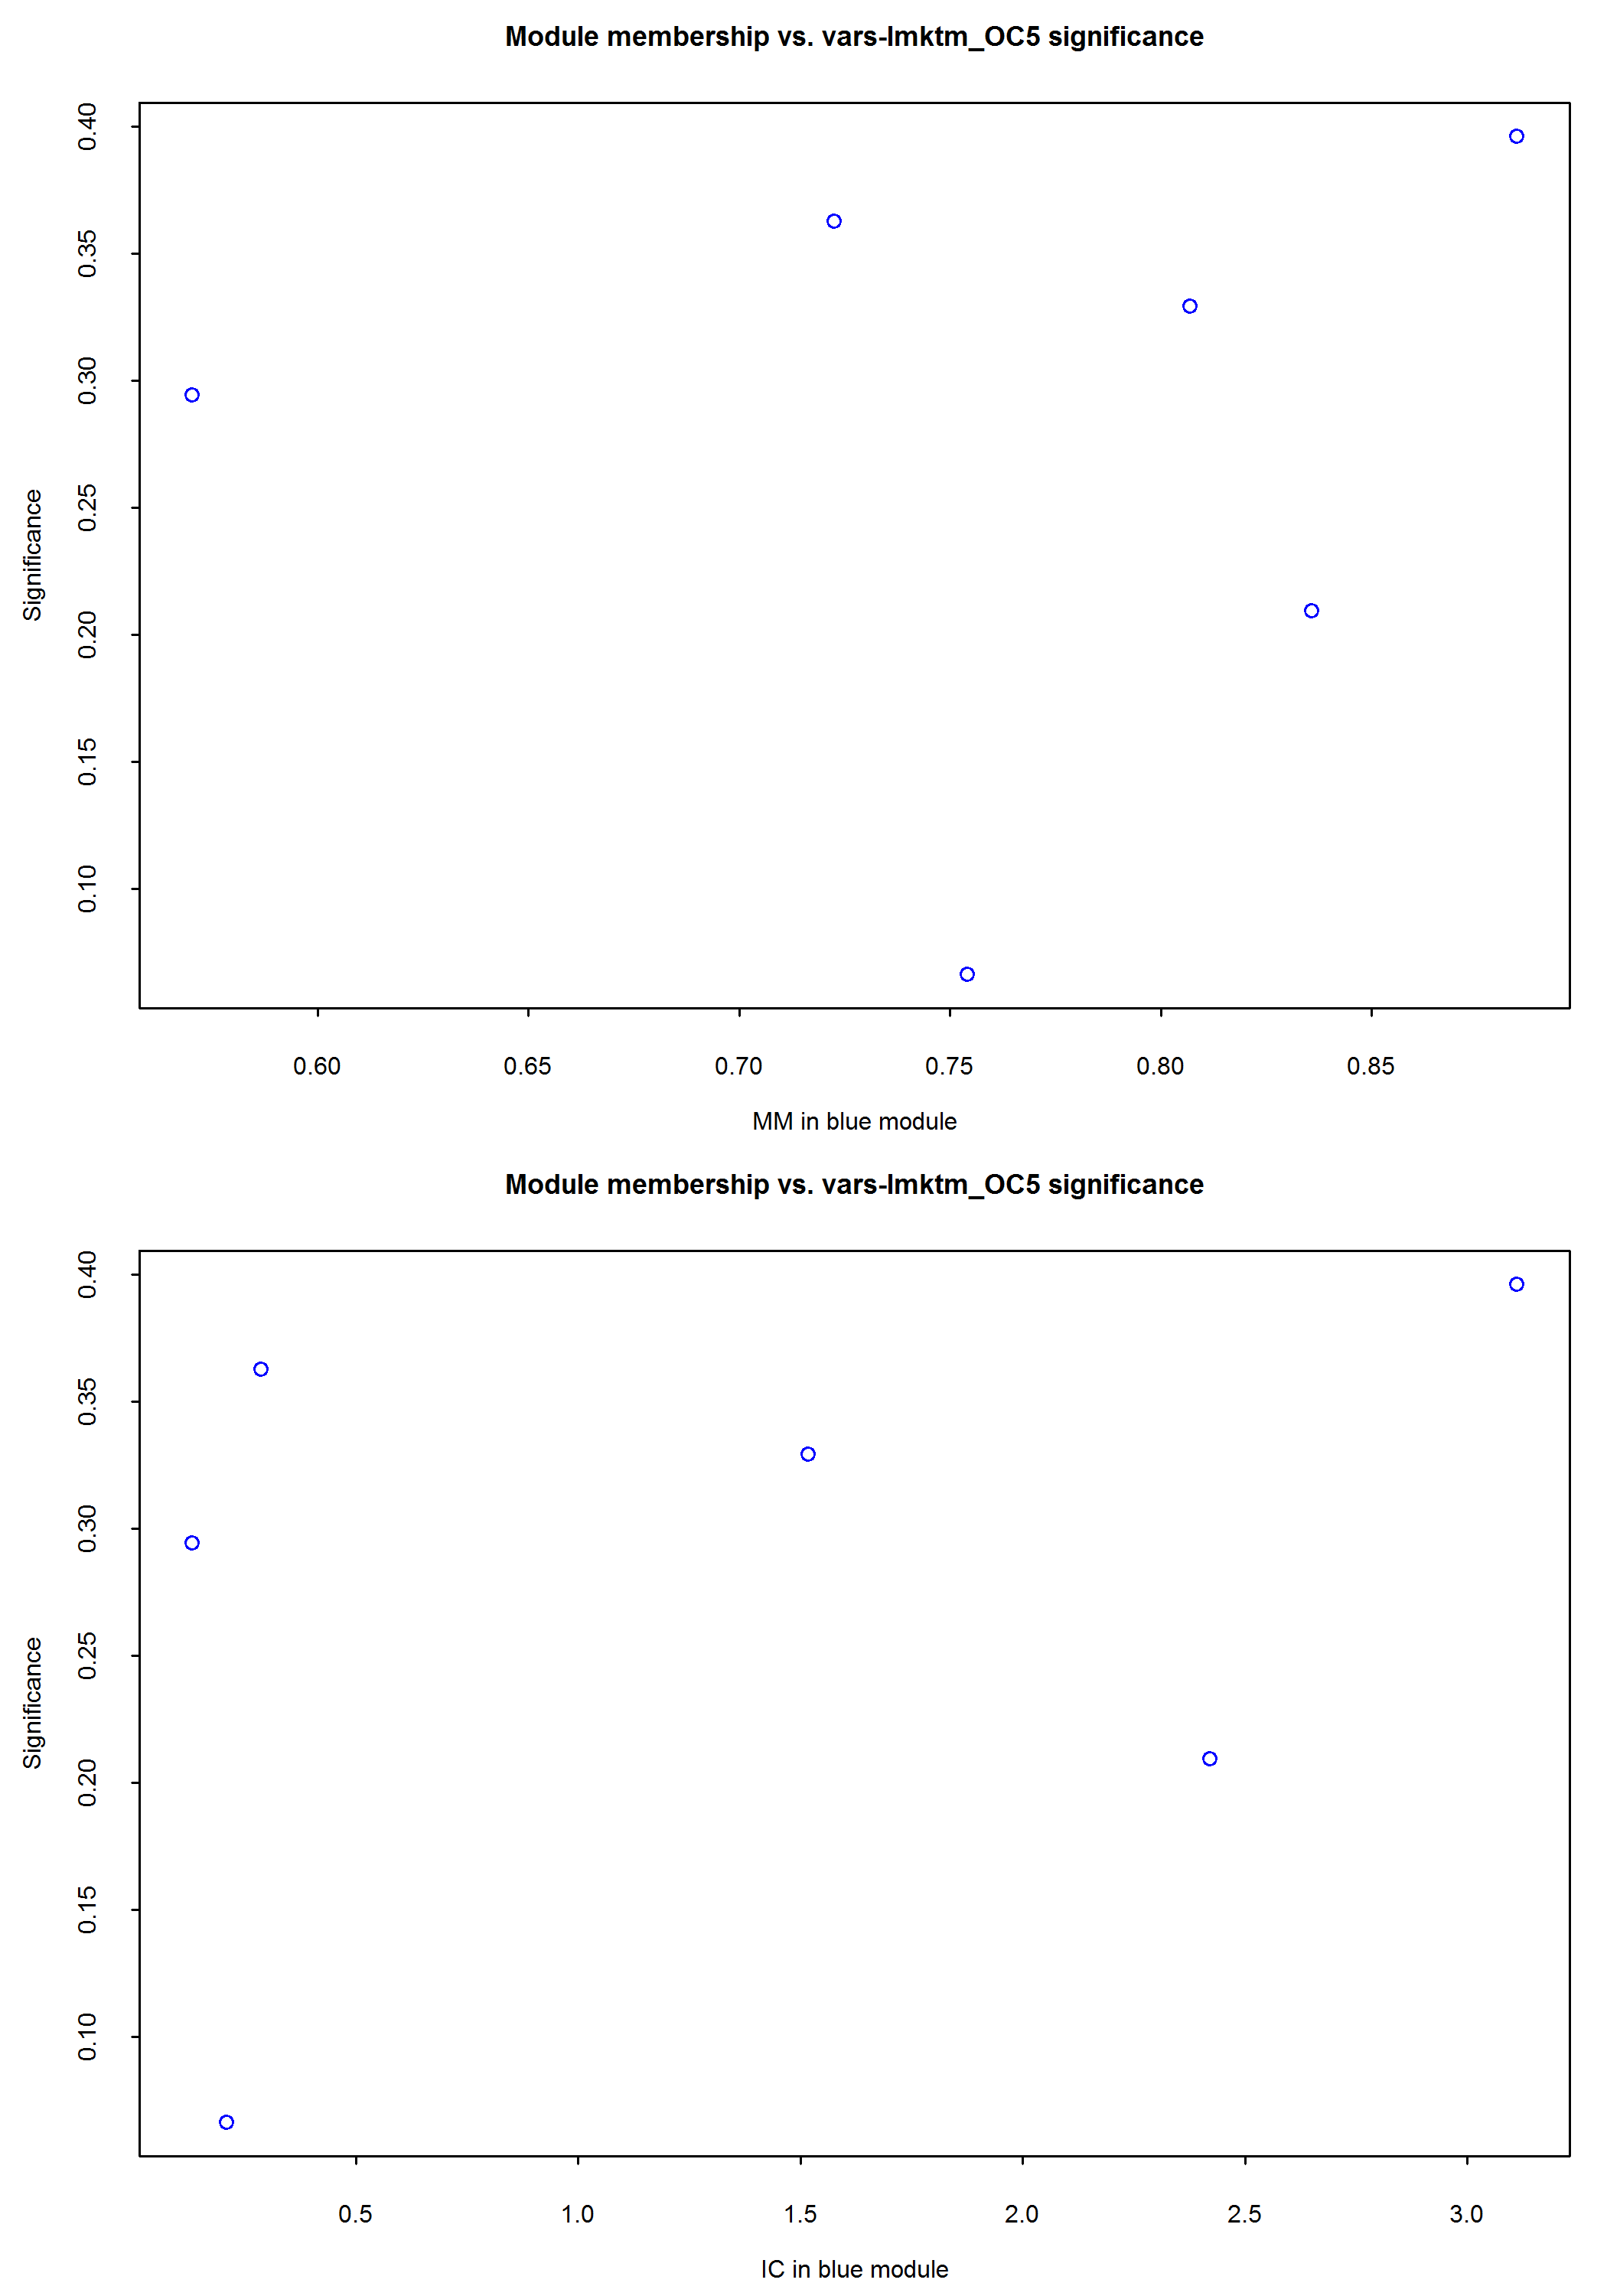 Module membership vs. vars-lmktm_OC5 significance
0.40
0.35
0.30
0.25
0.20
0.15
0.10
Significance
0.60 0.65 0.70 0.75 0.80 0.85
MM in blue module
Module membership vs. vars-lmktm_OC5 significance
0.40
0.35
0.30
0.25
0.20
0.15
0.10
Significance
0.5 1.0 1.5 2.0 2.5 3.0
IC in blue module